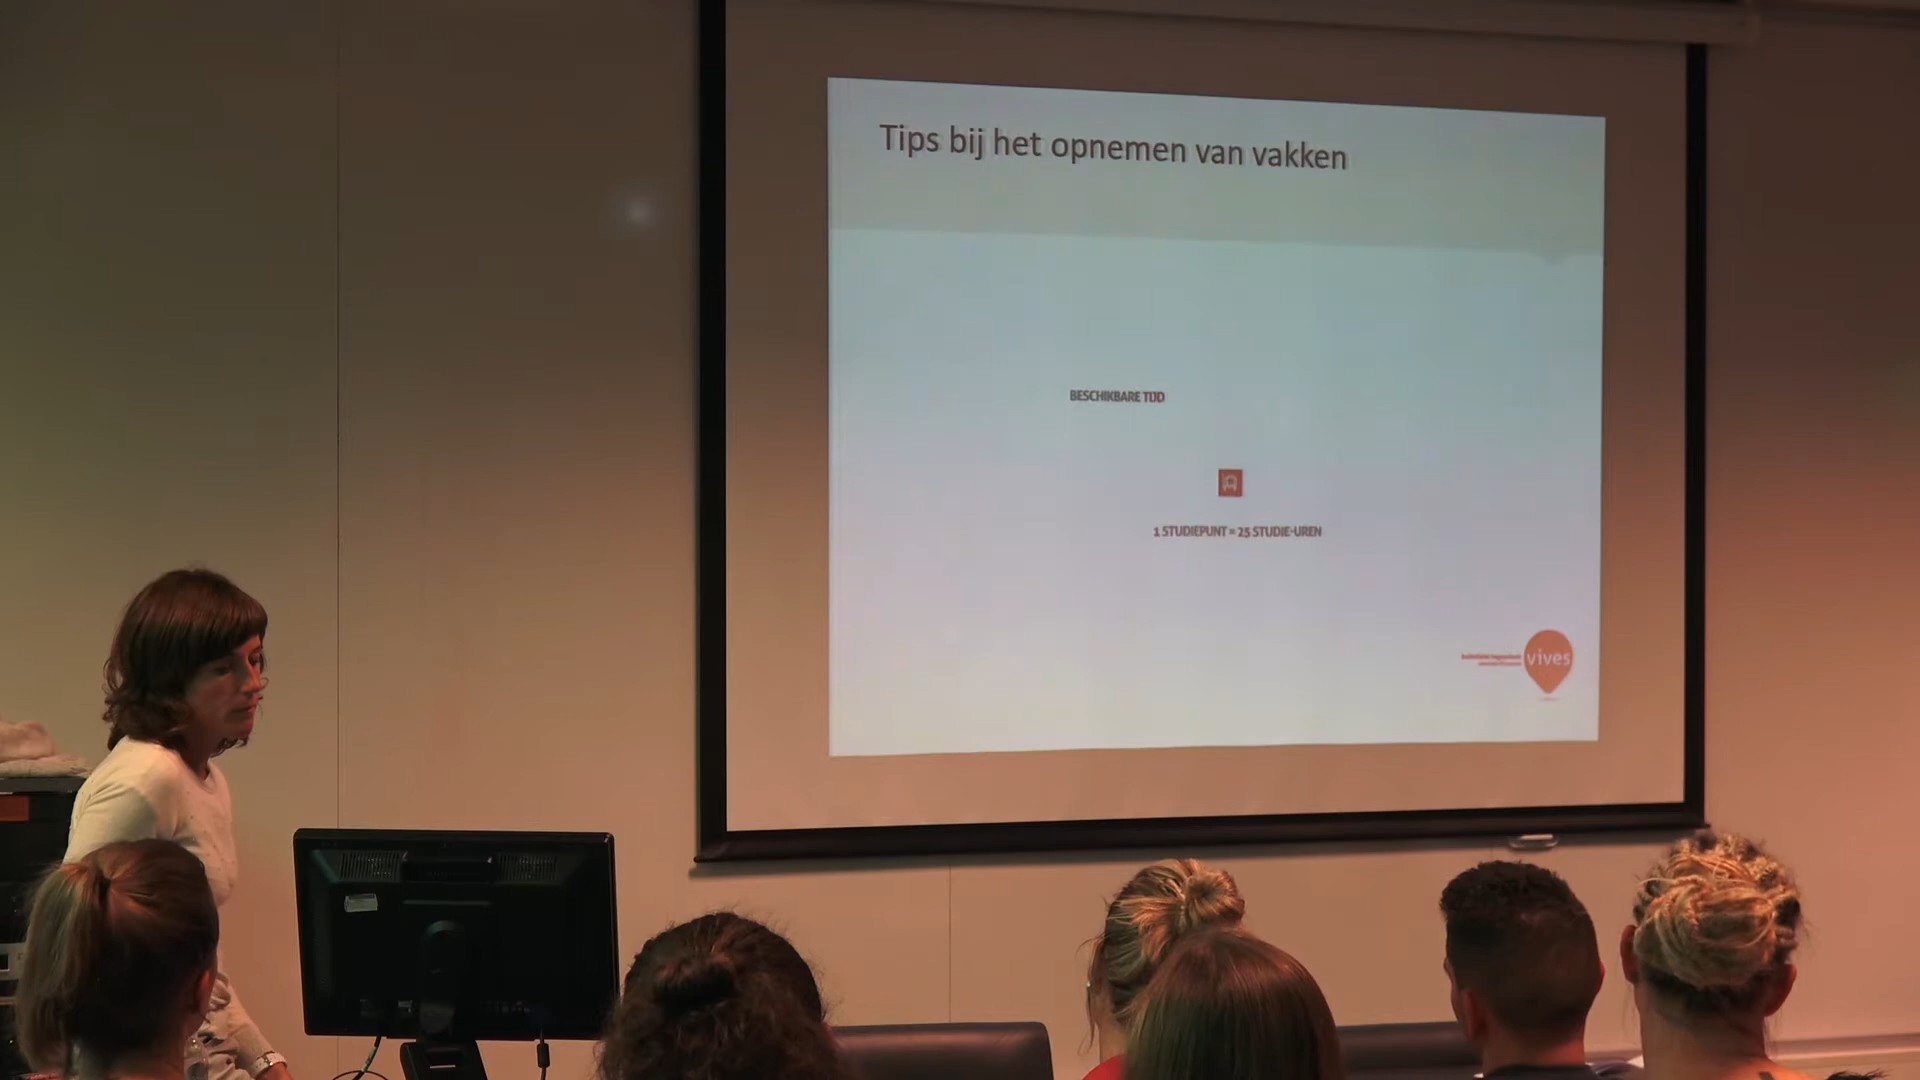 Tips bij het opnemen van vakken
BESCHIKBARE TIJD
1 STUDIEPUNT = 25 STUDIE-UREN
vives